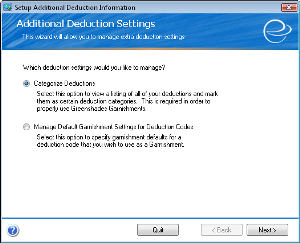 Setup Additional Deduction Information
Additional Deduction Settings
This wizard will allow you to manage extra deduction settings
Which deduction settings would you like to manage?
Categorize Deductions
Select this option to view a listing of all of your deductions and mark
them as certain deduction categories. This is required in order to
properly use Greenshades Garnishments.
Manage Default Garnishment Settings for Deduction Codes
Select this option to specify garnishment defaults for a
deduction code that you wish to use as a Garnishment.
?
Quit
< Back
Next >